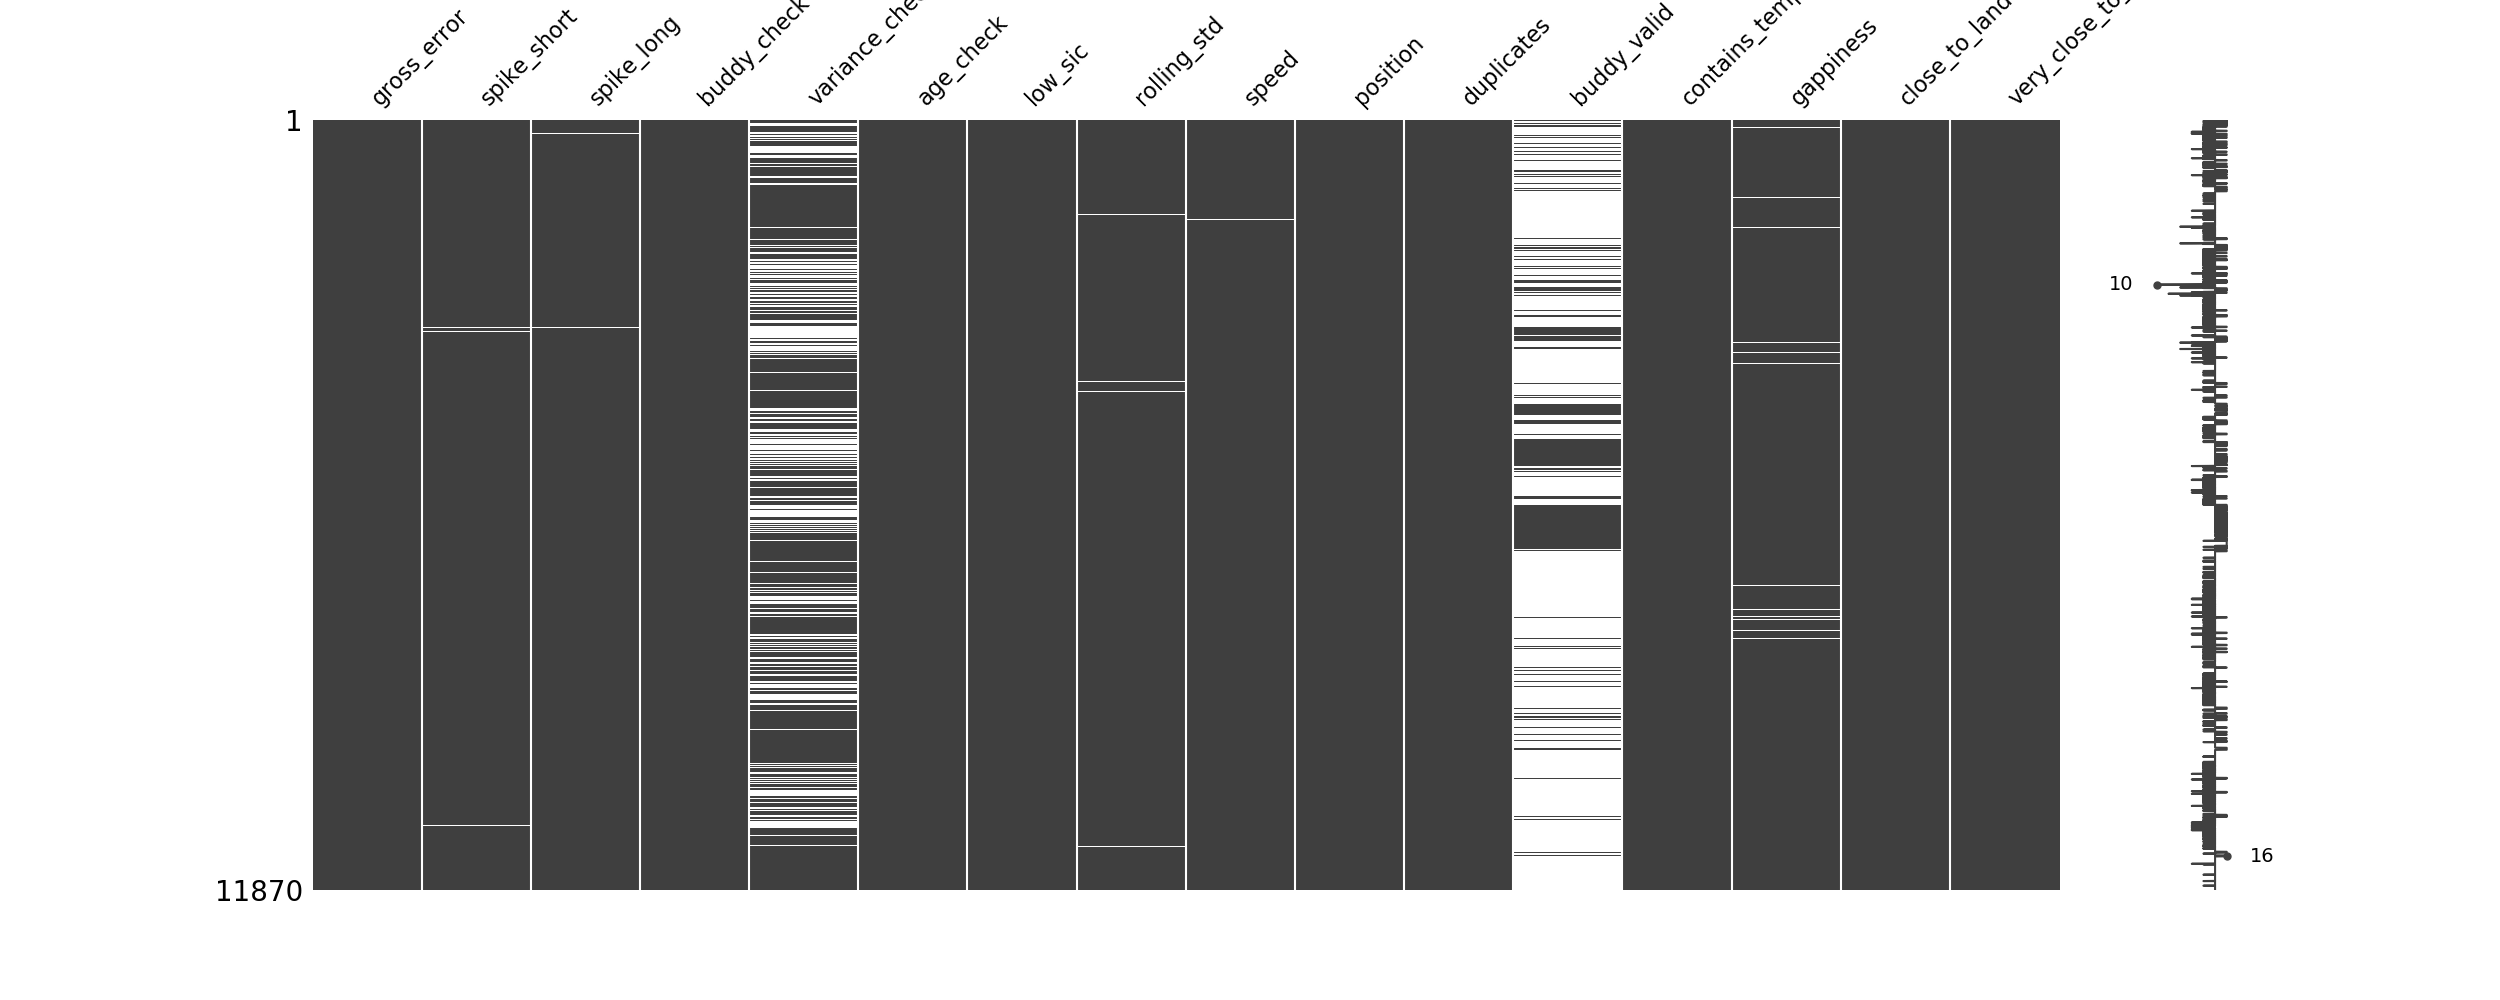 gross_error
spike_short
spike_long
buddy_check
age_check
low_sic
rolling_std
speed
position
duplicates
buddy_valid
gappiness
close_to_land
1
10
16
11870